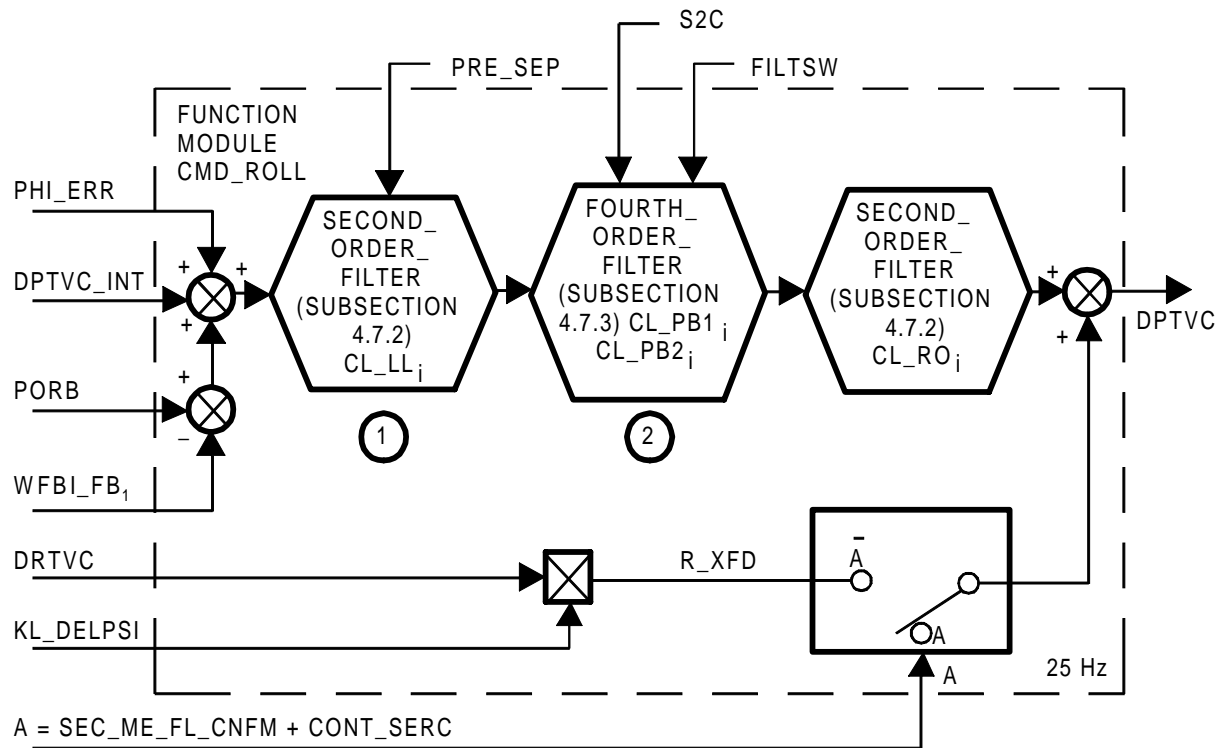 S2C
PRE_SEP
FILTSW
FUNCTION
MODULE
CMD_ROLL
PHI_ERR
DPTVC_INT
PORB
WFBI_FB₁
DRTVC
KL_DELPSI
+
+
+
+
+
–
SECOND_
ORDER_
FILTER
(SUBSECTION
4.7.2)
CL_LLᵢ
1
FOURTH_
ORDER_
FILTER
(SUBSECTION
4.7.3) CL_PB1ᵢ
CL_PB2ᵢ
2
SECOND_
ORDER_
FILTER
(SUBSECTION
4.7.2)
CL_ROᵢ
+
+
DPTVC
R_XFD
Ā
A
A
25 Hz
A = SEC_ME_FL_CNFM + CONT_SERC